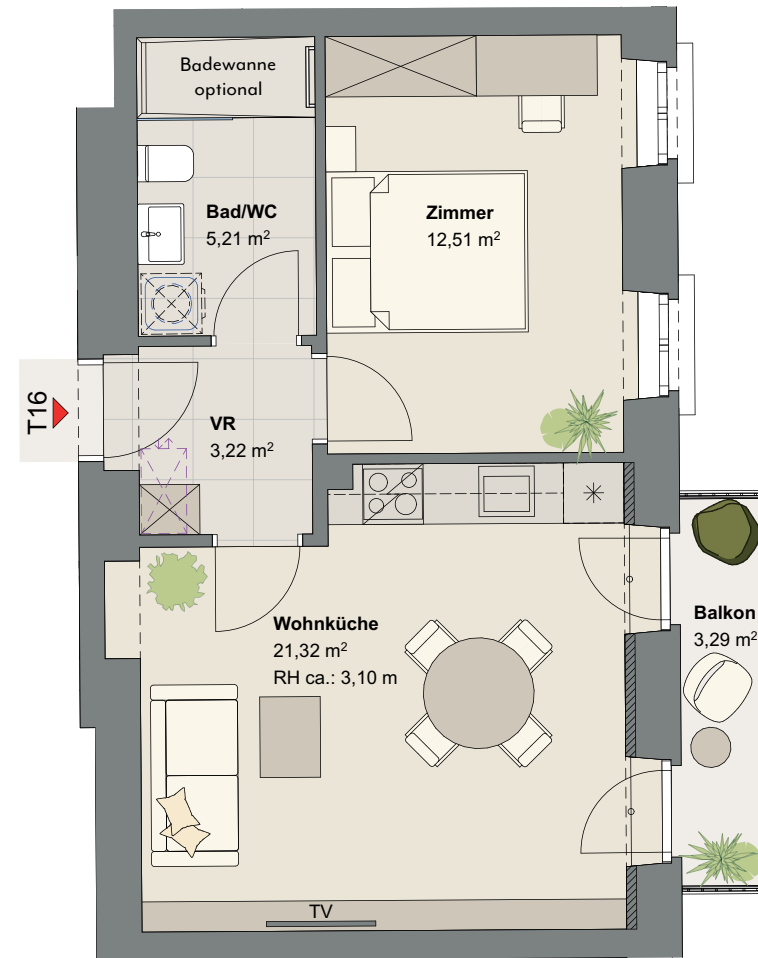 Badewanne
optional
Bad/WC
5,21 m²
Zimmer
12,51 m²
T16
VR
3,22 m²
Wohnküche
21,32 m²
RH ca.: 3,10 m
Balkon
3,29 m²
TV